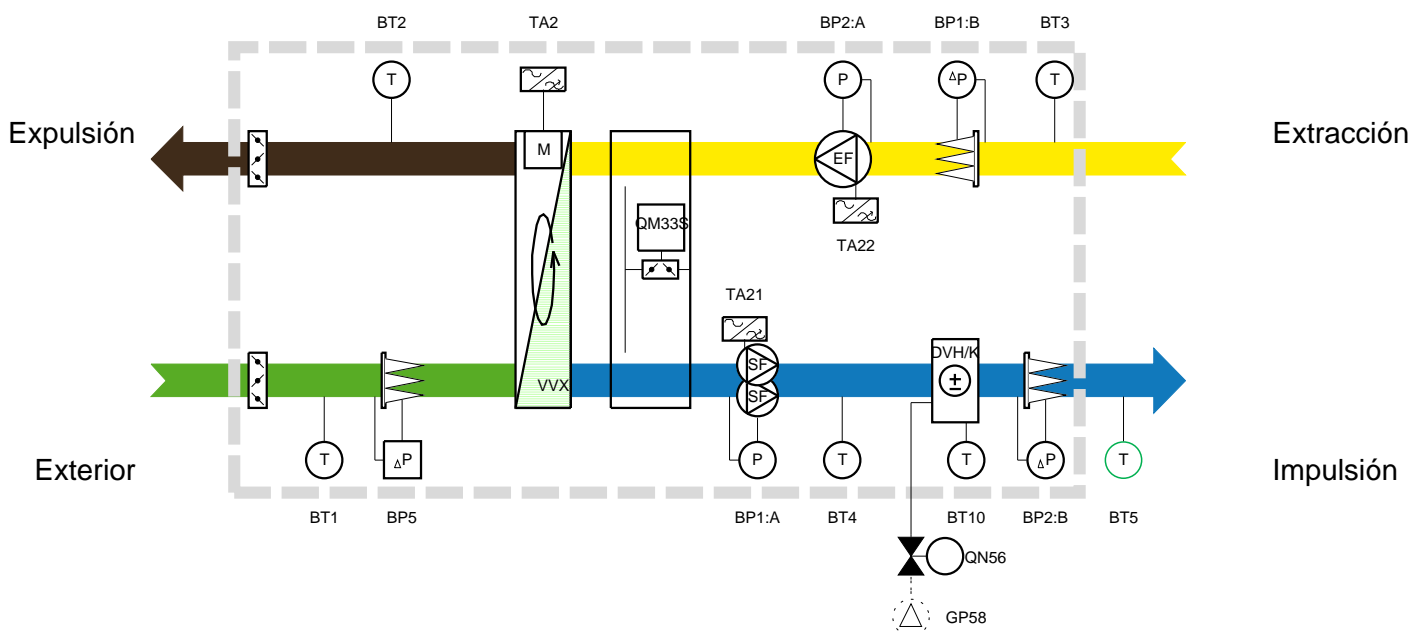 BT2 TA2 BP2:A BP1:B BT3
T P ΔP T
Expulsión Extracción
M EF
QM33S
TA22
TA21
SF DVH/K
VVX ±
SF
Exterior T ΔP P T T ΔP T Impulsión
BT1 BP5 BP1:A BT4 BT10 BP2:B BT5
QN56
GP58